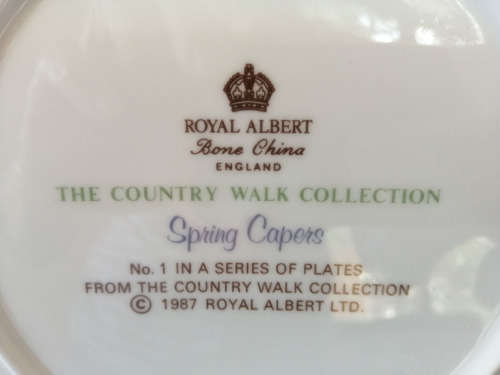 ROYAL ALBERT
Bone China
ENGLAND
THE COUNTRY WALK COLLECTION
Spring Capers
No. 1 IN A SERIES OF PLATES
FROM THE COUNTRY WALK COLLECTION
© 1987 ROYAL ALBERT LTD.